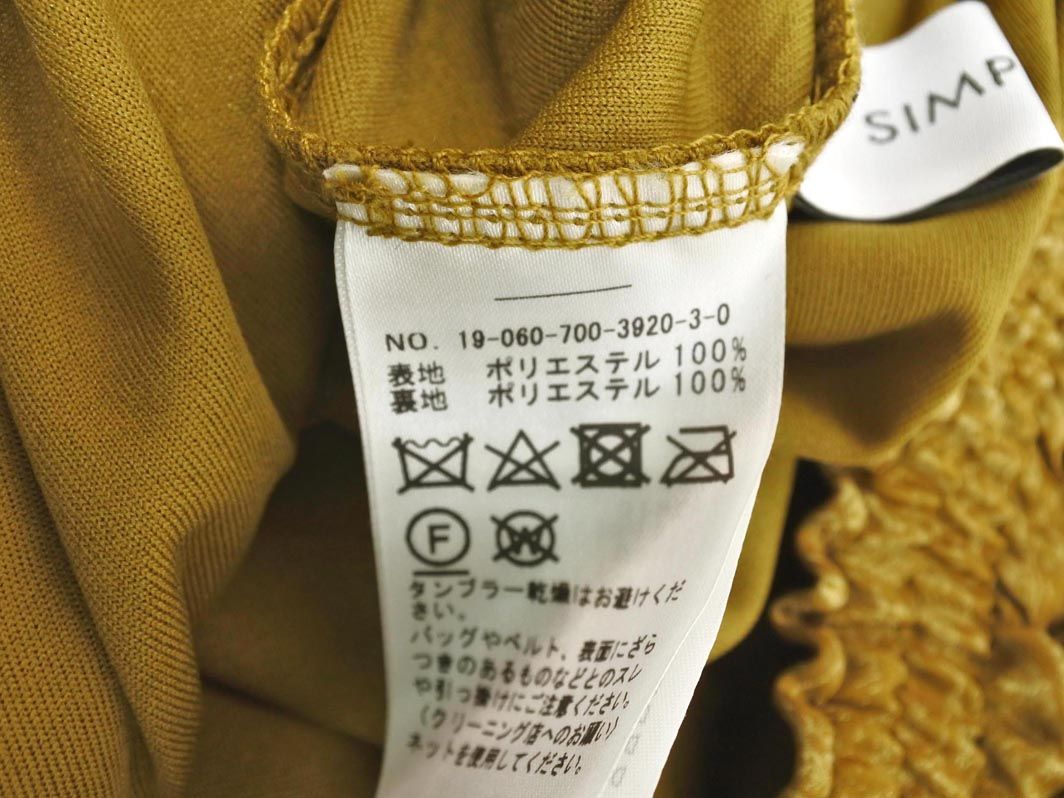 SIMP
NO. 19-060-700-3920-3-0
表地 ポリエステル 100%
裏地 ポリエステル 100%
F W
タンブラー乾燥はお避けくだ
さい。
バッグやベルト、表面にざら
つきのあるものなどとのスレ
や引っ掛けにご注意ください。
(クリーニング店へのお願い)
ネットを使用してください。